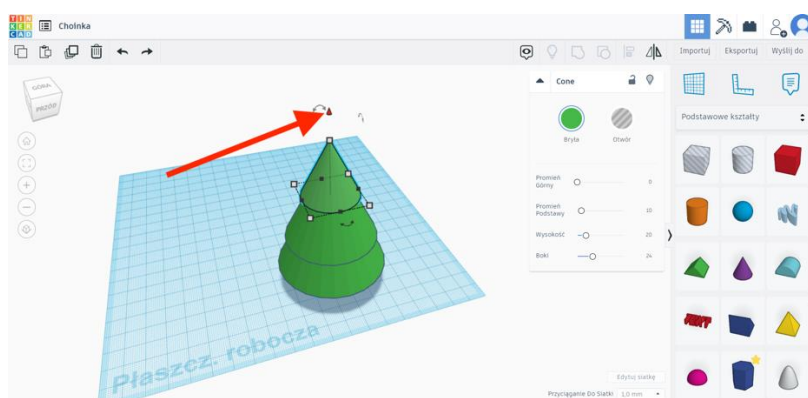 TIN
KER
CAD
Choinka
Importuj Eksportuj Wyślij do
Cone
Bryła Otwór
Promień
Górny 0
Promień
Podstawy 10
Wysokość 20
Boki 24
Podstawowe kształty
GÓRA
PRZÓD
Płaszcz. robocza
Edytuj siatkę
Przyciąganie Do Siatki 1,0 mm